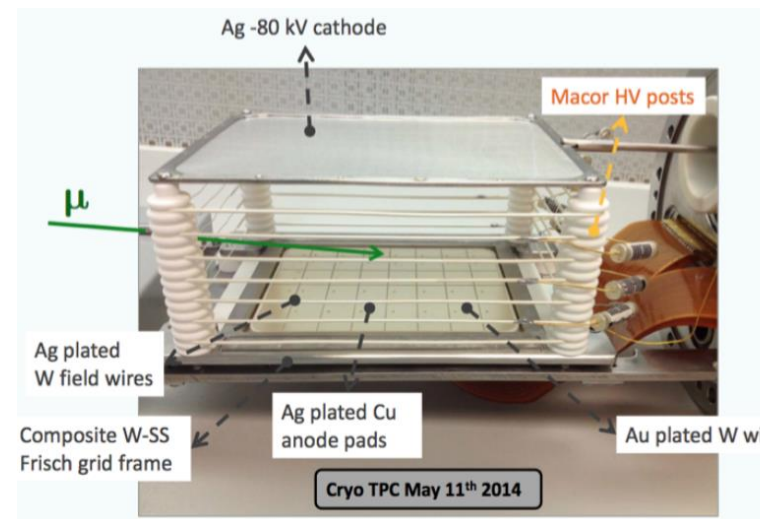 Ag -80 kV cathode
Macor HV posts
μ
Ag plated
W field wires
Composite W-SS
Frisch grid frame
Ag plated Cu
anode pads
Au plated W wi
Cryo TPC May 11th 2014